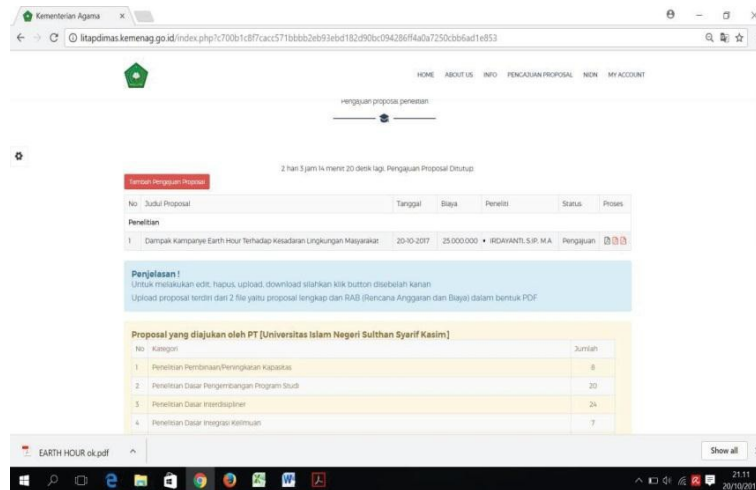 Kementerian Agama
litapdimas.kemenag.go.id/index.php?c700b1c8f7cacc571bbbb2eb93ebd182d90bc094286ff4a0a7250cbb6ad1e853
HOME ABOUT US INFO PENGAJUAN PROPOSAL NIDN MY ACCOUNT
Pengajuan proposal penelitian
2 hari 3 jam 14 menit 20 detik lagi, Pengajuan Proposal Ditutup
Tambah Pengajuan Proposal
No Judul Proposal Tanggal Biaya Peneliti Status Proses
Penelitian
1 Dampak Kampanye Earth Hour Terhadap Kesadaran Lingkungan Masyarakat 20-10-2017 25.000.000 • IRDAYANTI, S.IP, M.A Pengajuan
Penjelasan !
Untuk melakukan edit, hapus, upload, download silahkan klik button disebelah kanan
Upload proposal terdiri dari 2 file yaitu proposal lengkap dan RAB (Rencana Anggaran dan Biaya) dalam bentuk PDF
Proposal yang diajukan oleh PT [Universitas Islam Negeri Sulthan Syarif Kasim]
No Kategori Jumlah
1 Penelitian Pembinaan/Peningkatan Kapasitas 8
2 Penelitian Dasar Pengembangan Program Studi 20
3 Penelitian Dasar Interdisipliner 24
4 Penelitian Dasar Integrasi Keilmuan 7
EARTH HOUR ok.pdf
Show all
21.11
20/10/201